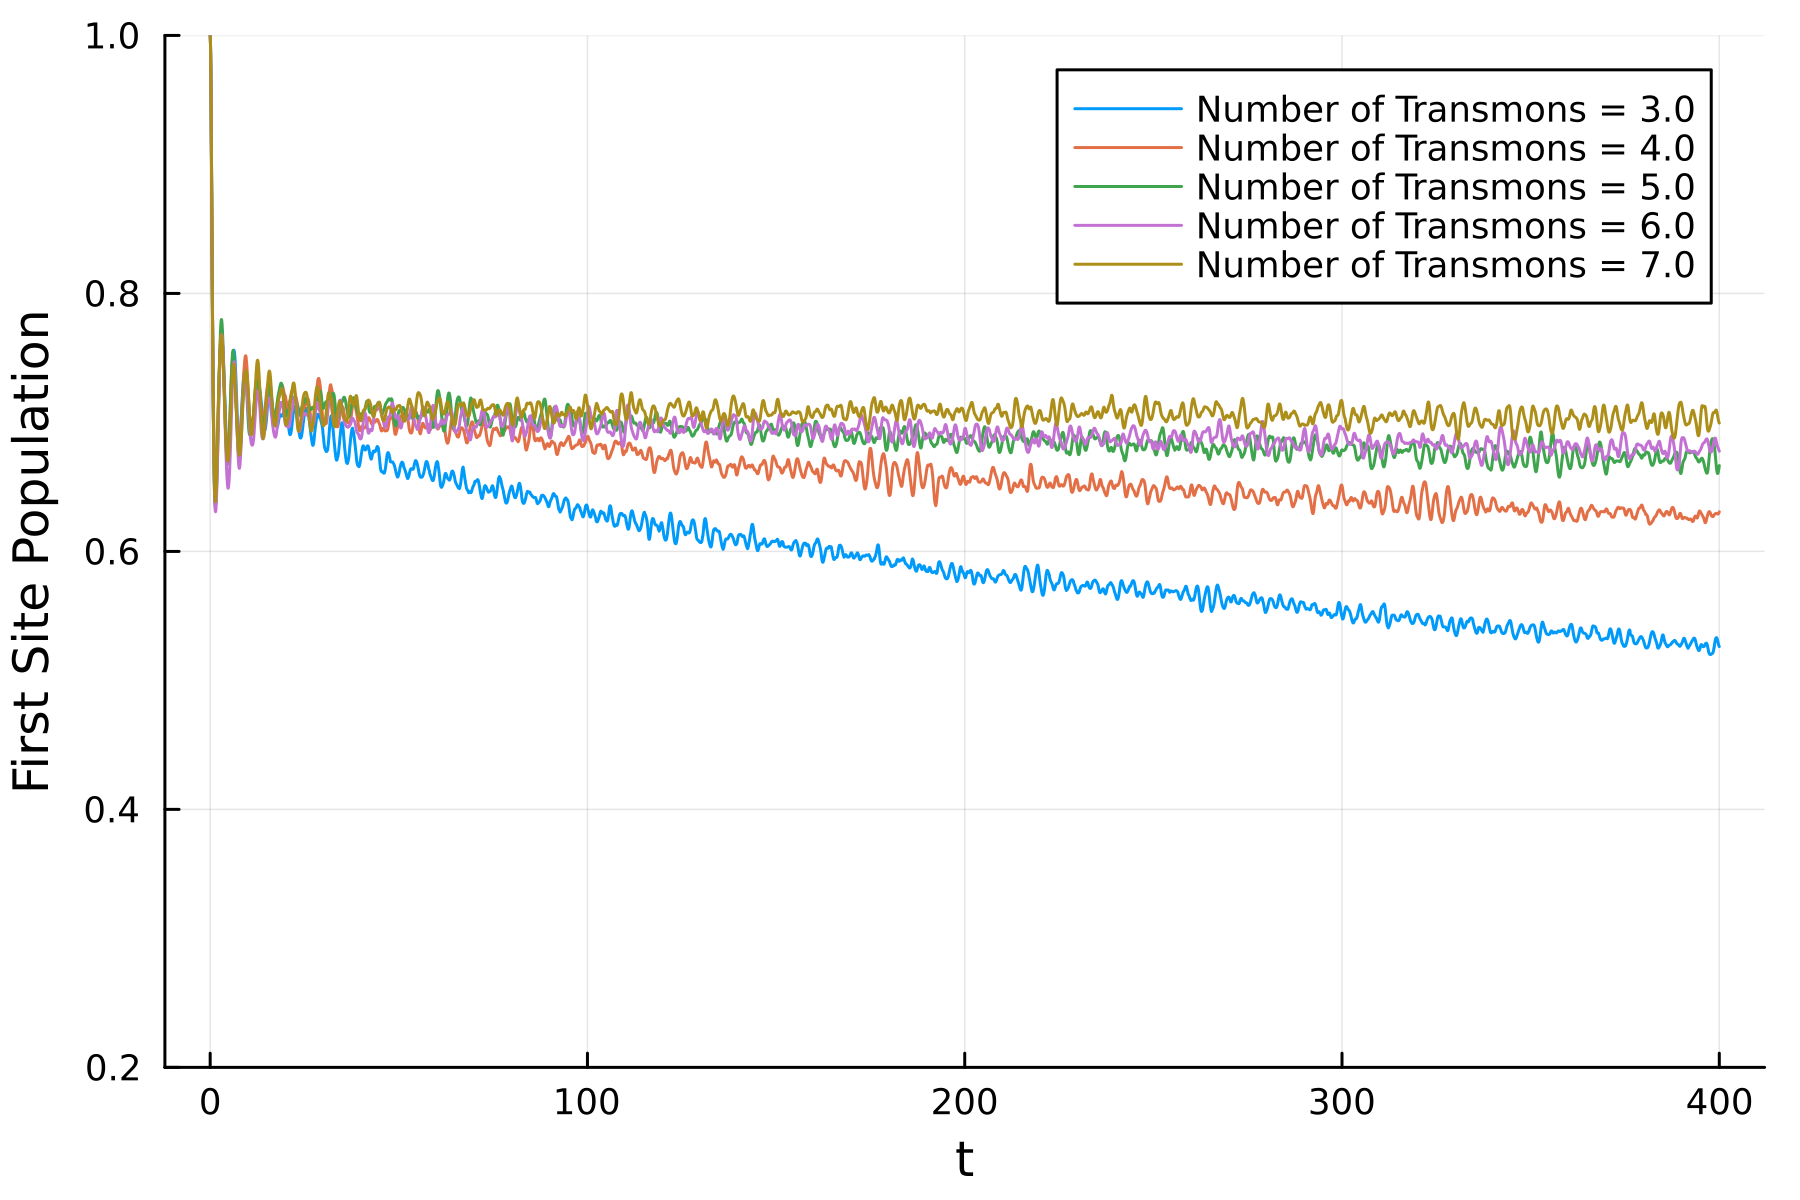 1.0
0.8
0.6
0.4
0.2
First Site Population
Number of Transmons = 3.0
Number of Transmons = 4.0
Number of Transmons = 5.0
Number of Transmons = 6.0
Number of Transmons = 7.0
0 100 200 300 400
t